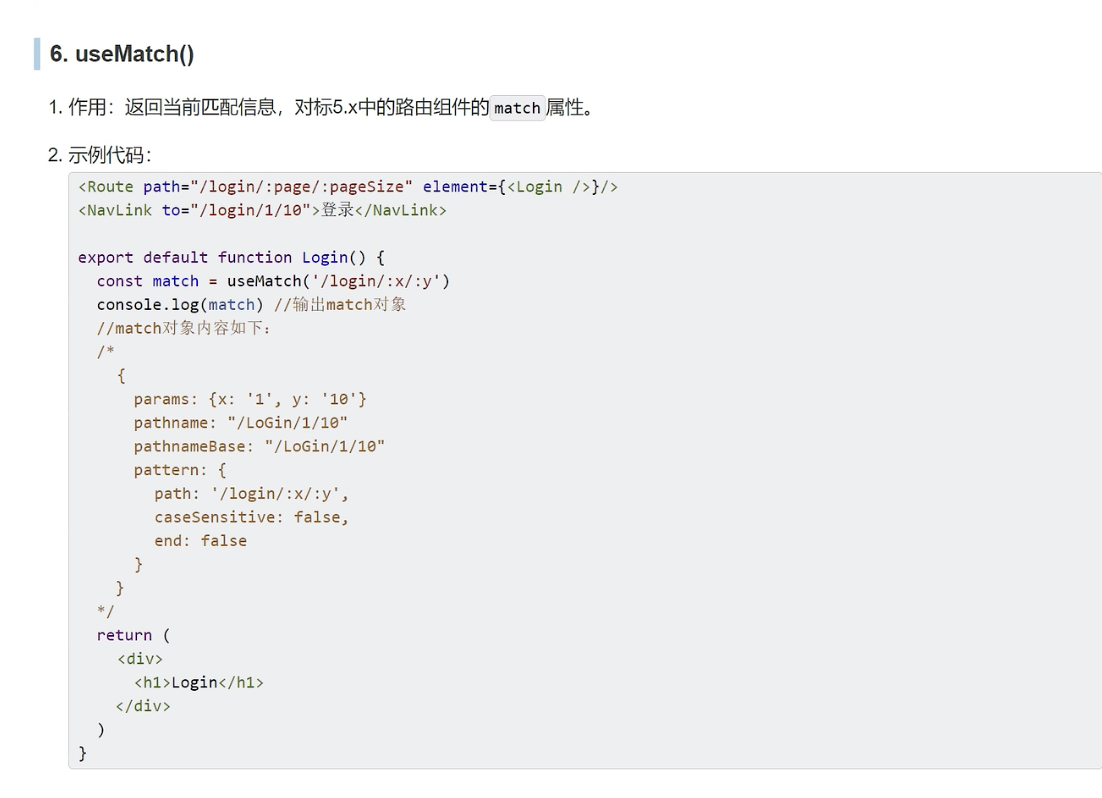 6. useMatch()
1. 作用：返回当前匹配信息，对标5.x中的路由组件的match属性。
2. 示例代码：
<Route path="/login/:page/:pageSize" element={<Login />}/>
<NavLink to="/login/1/10">登录</NavLink>
export default function Login() {
  const match = useMatch('/login/:x/:y')
  console.log(match) //输出match对象
  //match对象内容如下：
  /*
    {
      params: {x: '1', y: '10'}
      pathname: "/LoGin/1/10"
      pathnameBase: "/LoGin/1/10"
      pattern: {
        path: '/login/:x/:y',
        caseSensitive: false,
        end: false
      }
    }
  */
  return (
    <div>
      <h1>Login</h1>
    </div>
  )
}